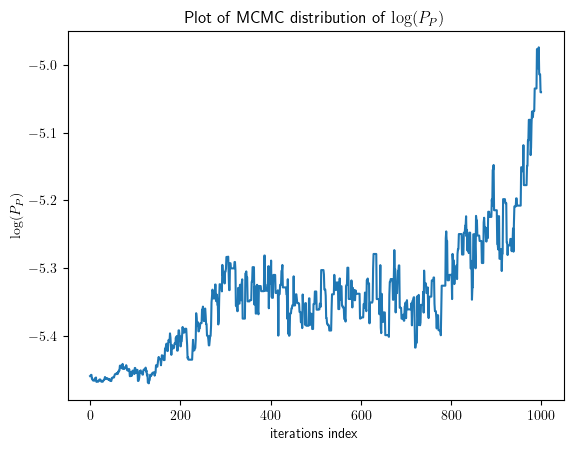 Plot of MCMC distribution of log(P_P)
−5.0
−5.1
−5.2
−5.3
−5.4
log(P_P)
0 200 400 600 800 1000
iterations index